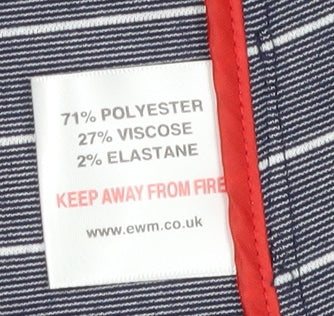 71% POLYESTER
27% VISCOSE
2% ELASTANE
KEEP AWAY FROM FIRE
www.ewm.co.uk